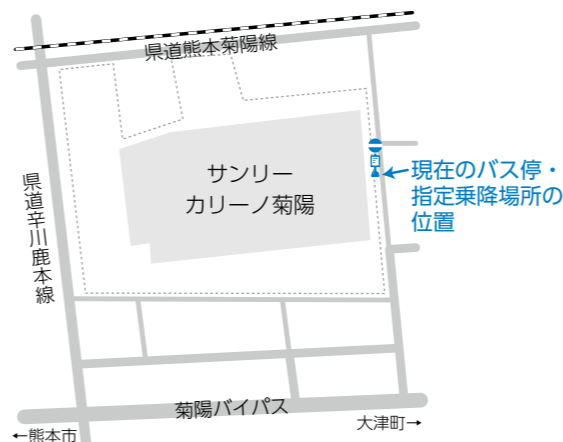 県道熊本菊陽線
サンリー
カリーノ菊陽
現在のバス停・
指定乗降場所の
位置
県道辛川鹿本線
菊陽バイパス
大津町→
←熊本市